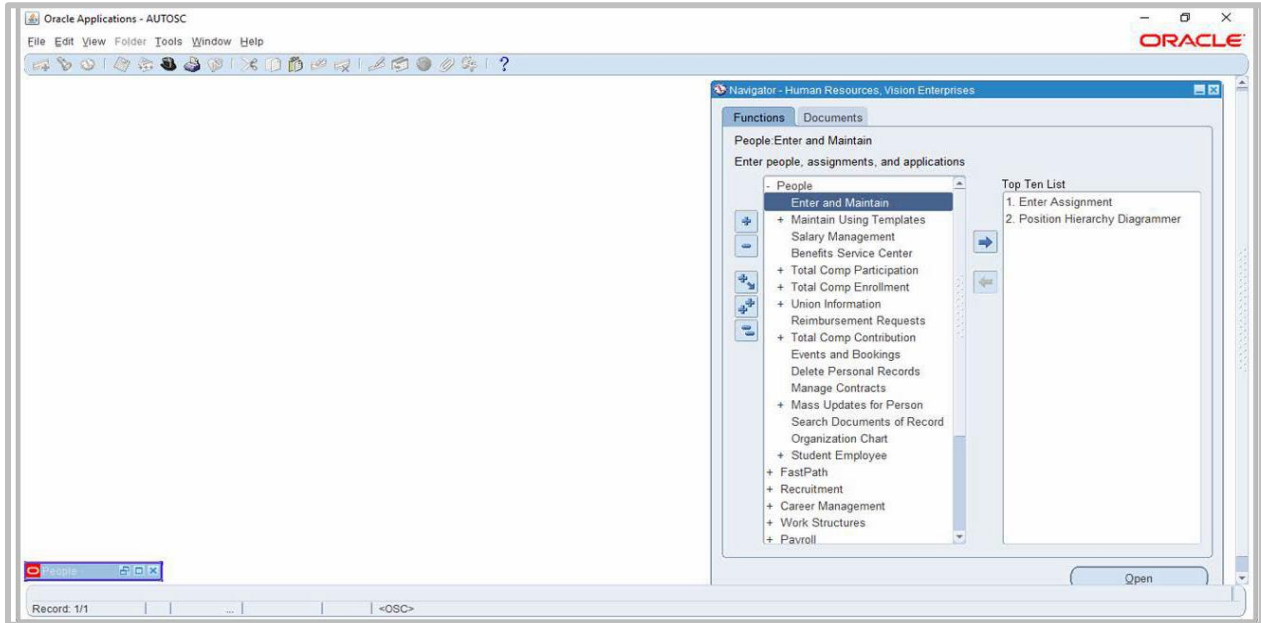 Oracle Applications - AUTOSC
File Edit View Folder Tools Window Help
ORACLE
Navigator - Human Resources, Vision Enterprises
Functions Documents
People:Enter and Maintain
Enter people, assignments, and applications
- People
Enter and Maintain
+ Maintain Using Templates
Salary Management
Benefits Service Center
+ Total Comp Participation
+ Total Comp Enrollment
+ Union Information
Reimbursement Requests
+ Total Comp Contribution
Events and Bookings
Delete Personal Records
Manage Contracts
+ Mass Updates for Person
Search Documents of Record
Organization Chart
+ Student Employee
+ FastPath
+ Recruitment
+ Career Management
+ Work Structures
+ Payroll
Top Ten List
1. Enter Assignment
2. Position Hierarchy Diagrammer
Open
People
Record: 1/1 ... <OSC>